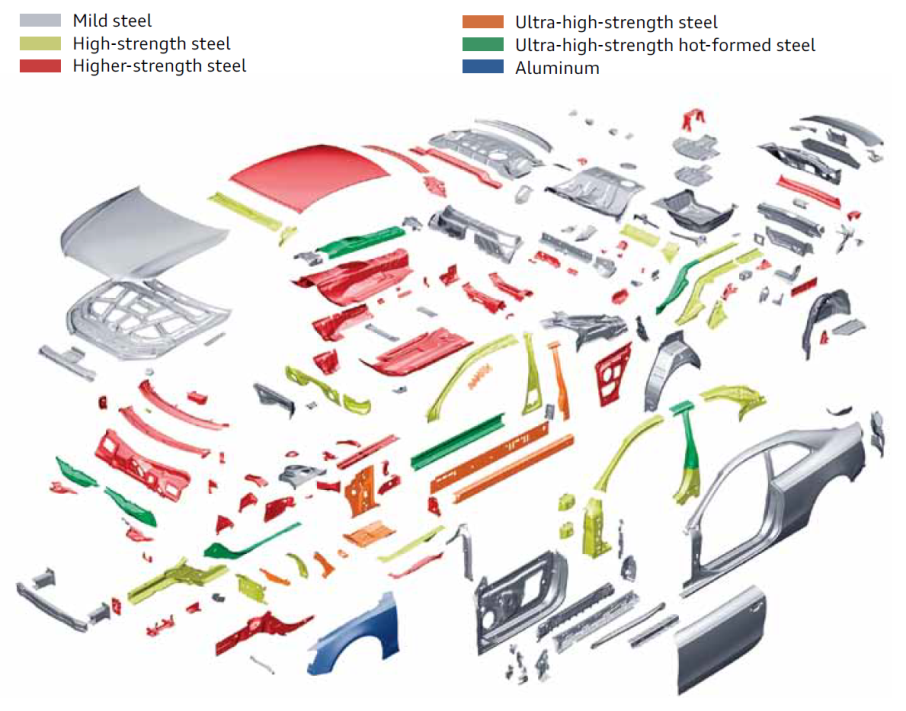 Mild steel
High-strength steel
Higher-strength steel
Ultra-high-strength steel
Ultra-high-strength hot-formed steel
Aluminum